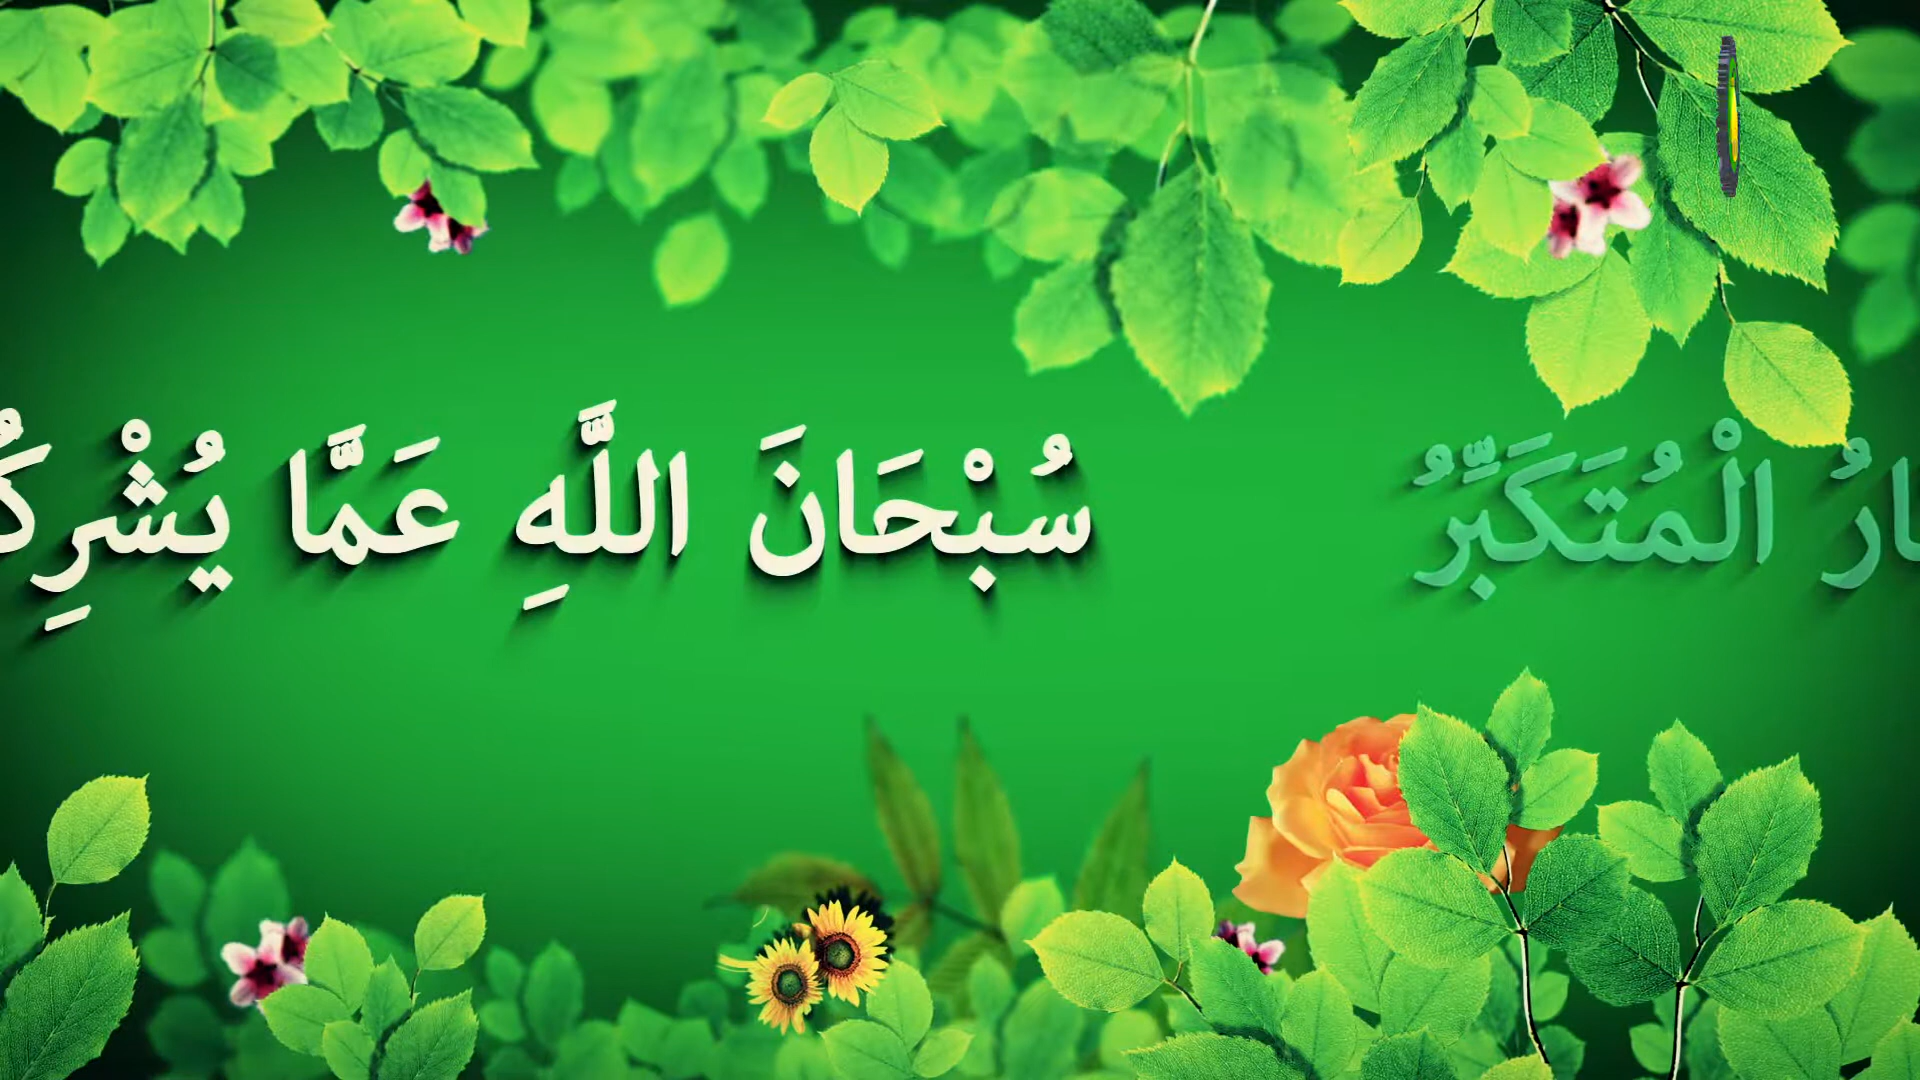 الْمُتَكَبِّرُ سُبْحَانَ اللَّهِ عَمَّا